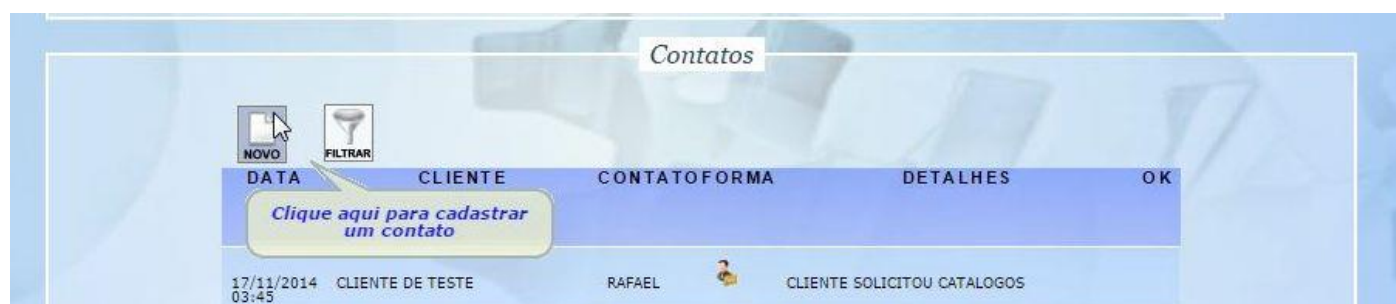 Contatos
NOVO FILTRAR
DATA CLIENTE CONTATO FORMA DETALHES OK
Clique aqui para cadastrar
um contato
17/11/2014 CLIENTE DE TESTE RAFAEL CLIENTE SOLICITOU CATALOGOS
03:45